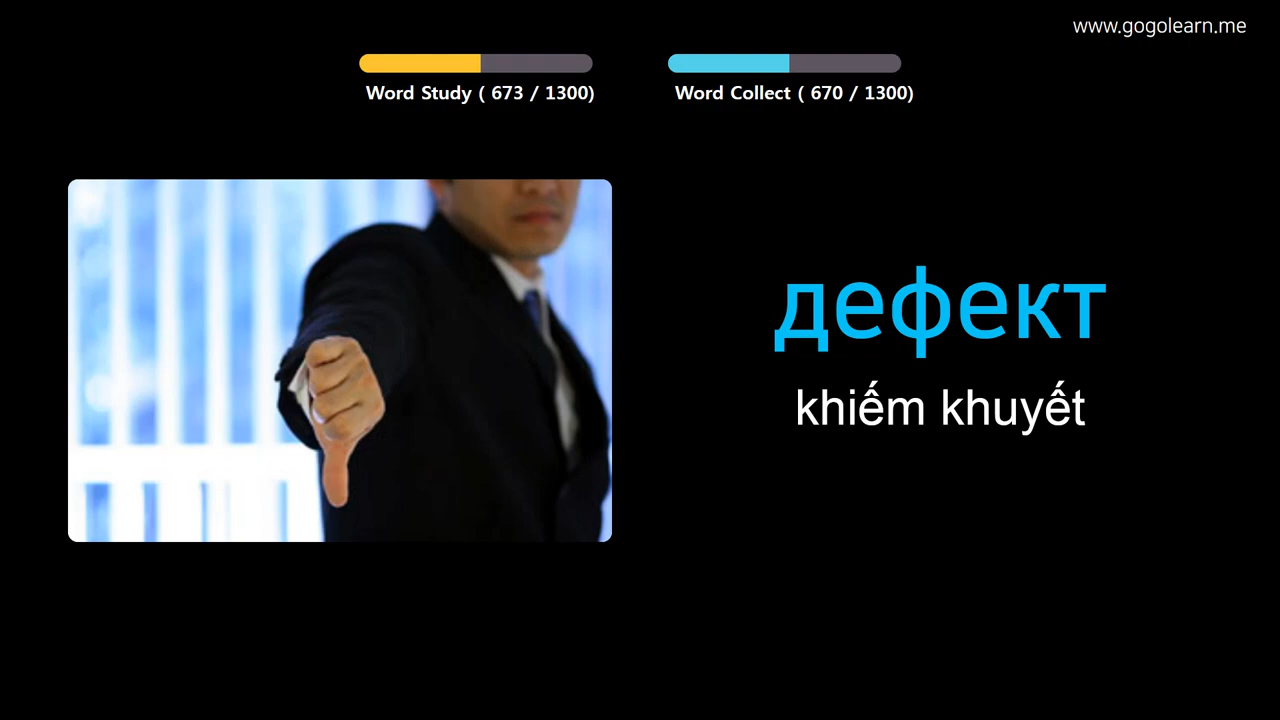 www.gogolearn.me
Word Study ( 673 / 1300)
Word Collect ( 670 / 1300)
дефект
khiếm khuyết